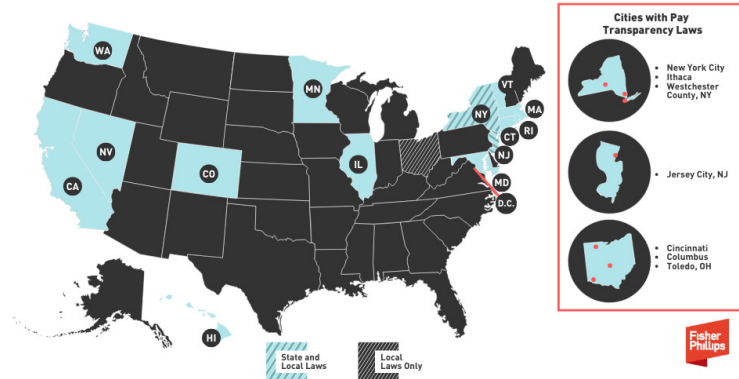 WA
MN
VT
NY
MA
NV
CO
IL
CT
RI
NJ
CA
MD
D.C.
HI
State and
Local Laws
Local
Laws Only
Cities with Pay
Transparency Laws
• New York City
• Ithaca
• Westchester
County, NY
• Jersey City, NJ
• Cincinnati
• Columbus
• Toledo, OH
Fisher
Phillips